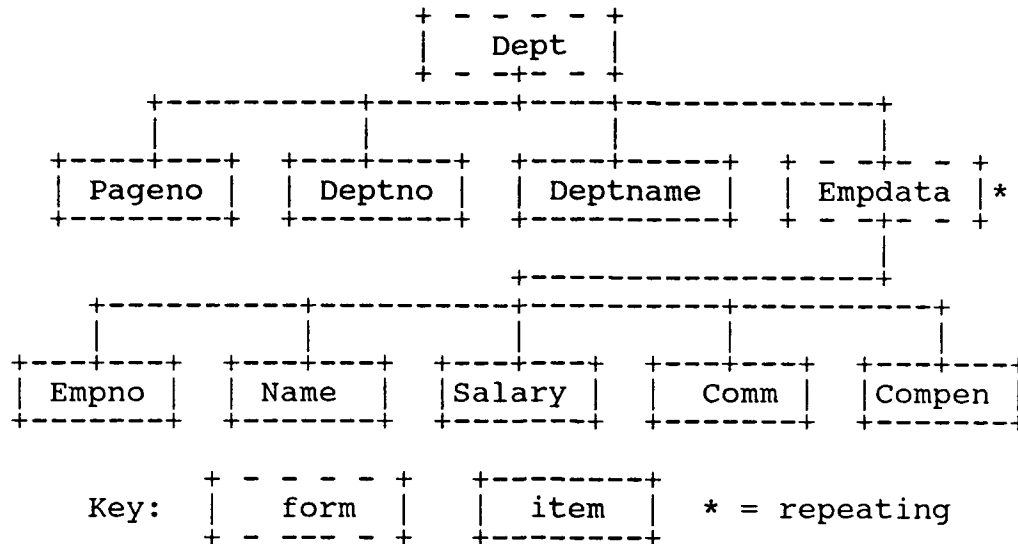 Dept
Pageno Deptno Deptname Empdata *
Empno Name Salary Comm Compen
Key: form item * = repeating